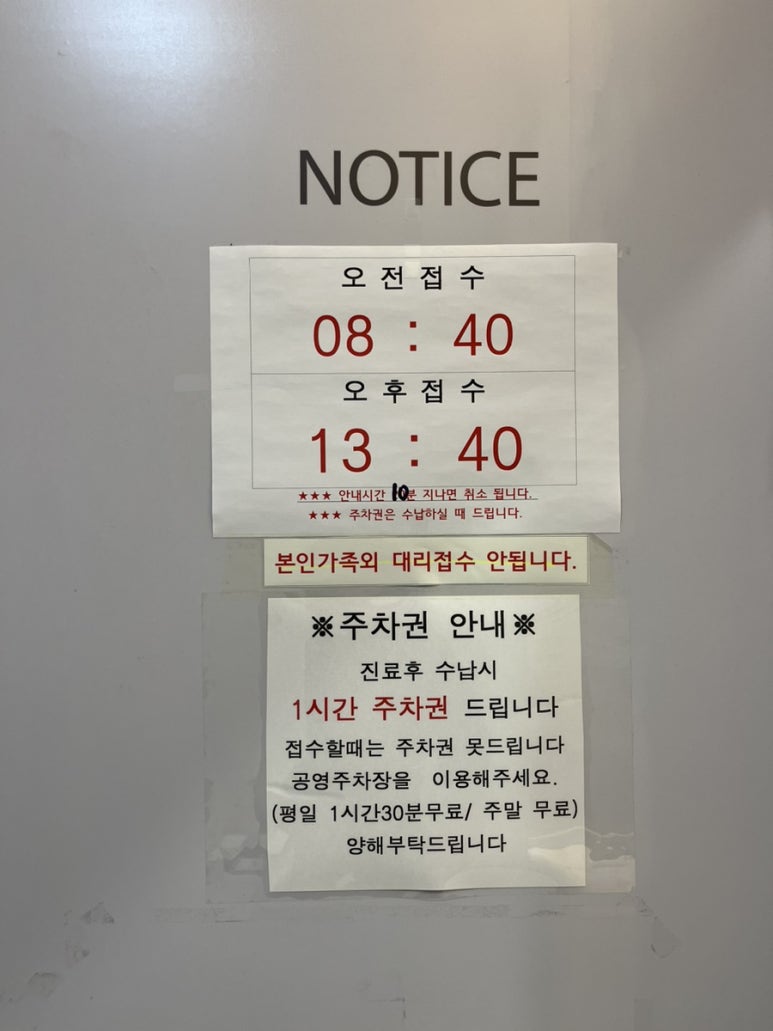 NOTICE
오전접수
08 : 40
오후접수
13 : 40
★★★ 안내시간 10분 지나면 취소 됩니다.
★★★ 주차권은 수납하실 때 드립니다.
본인가족외 대리접수 안됩니다.
※주차권 안내※
진료후 수납시
1시간 주차권 드립니다
접수할때는 주차권 못드립니다
공영주차장을 이용해주세요.
(평일 1시간30분무료/ 주말 무료)
양해부탁드립니다